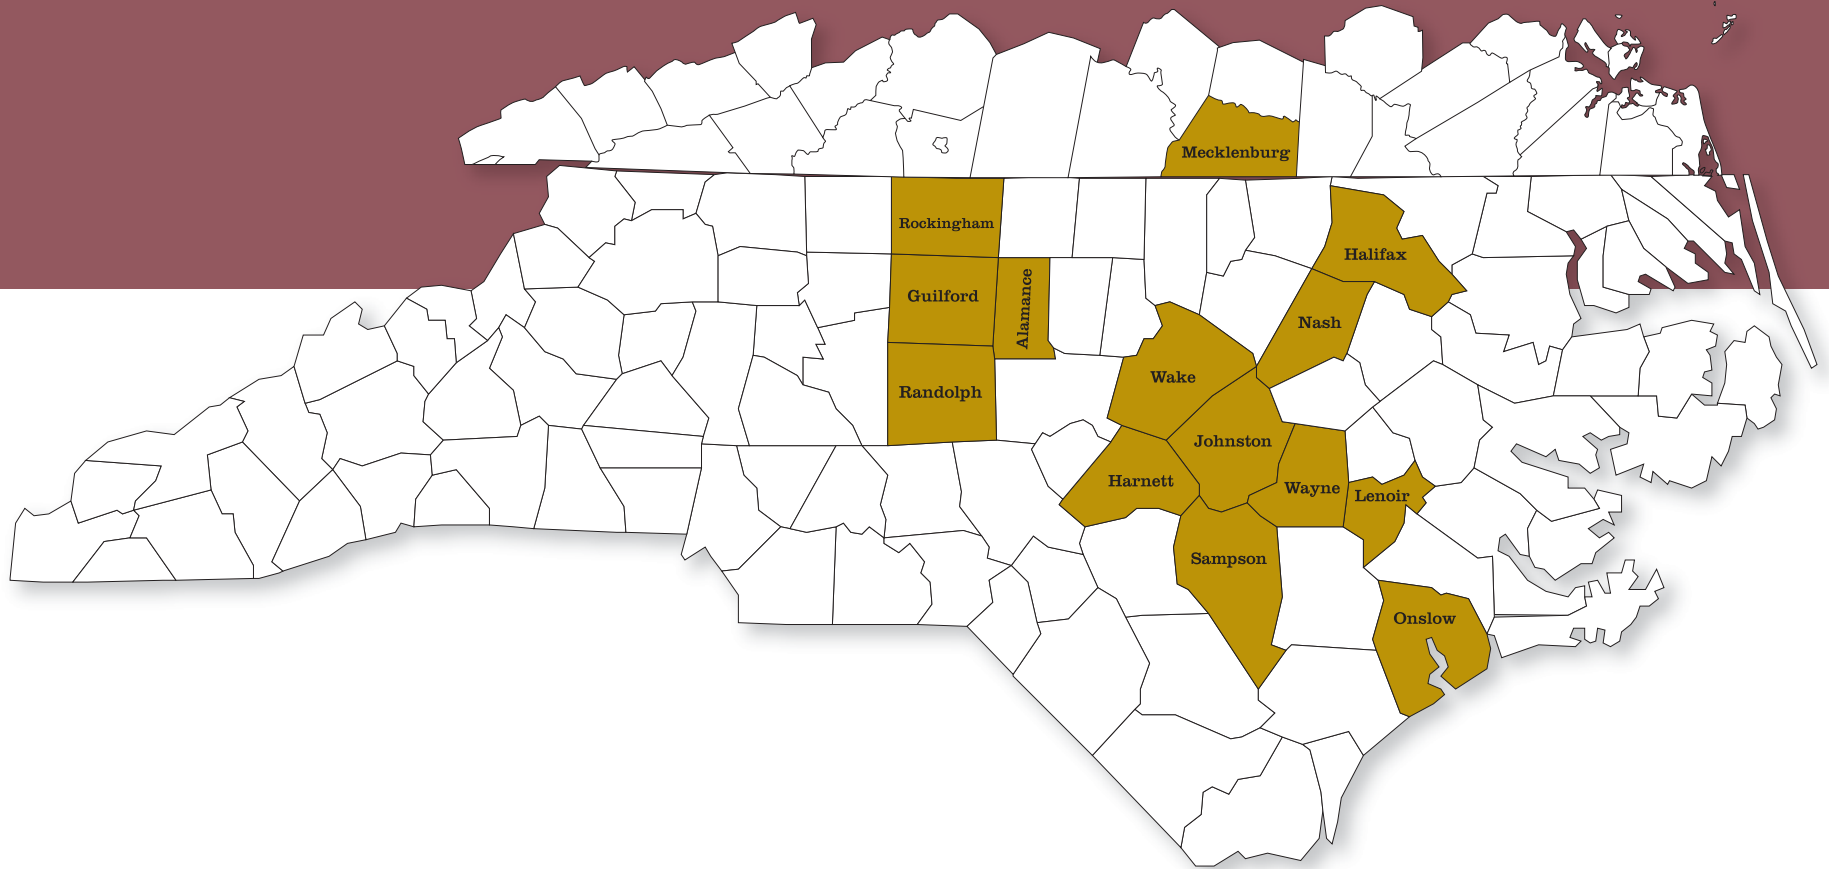 Mecklenburg
Rockingham
Halifax
Guilford
Alamance
Nash
Wake
Randolph
Johnston
Harnett
Wayne
Lenoir
Sampson
Onslow